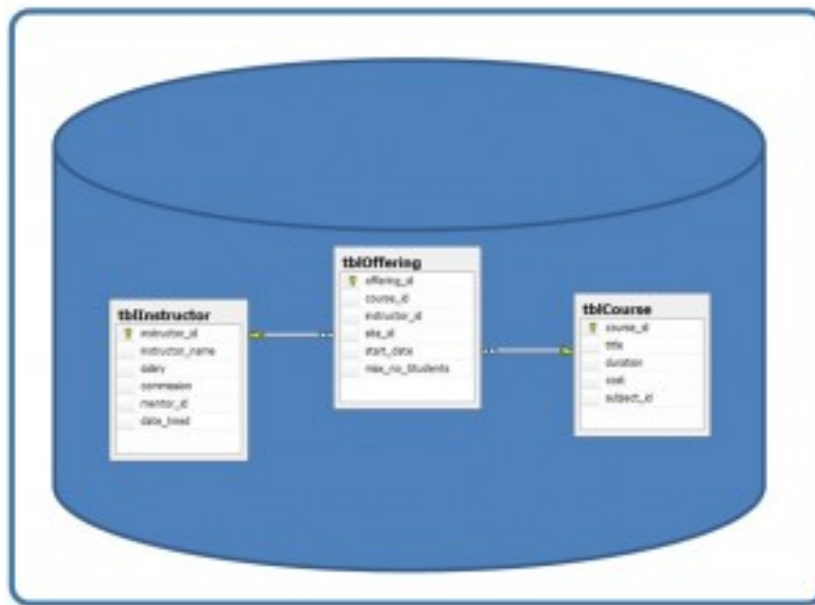 tblInstructor
instructor_id
instructor_name
salary
commission
mentor_id
date_hired
tblOffering
offering_id
course_id
instructor_id
site_id
start_date
max_no_Students
tblCourse
course_id
title
duration
cost
subject_id